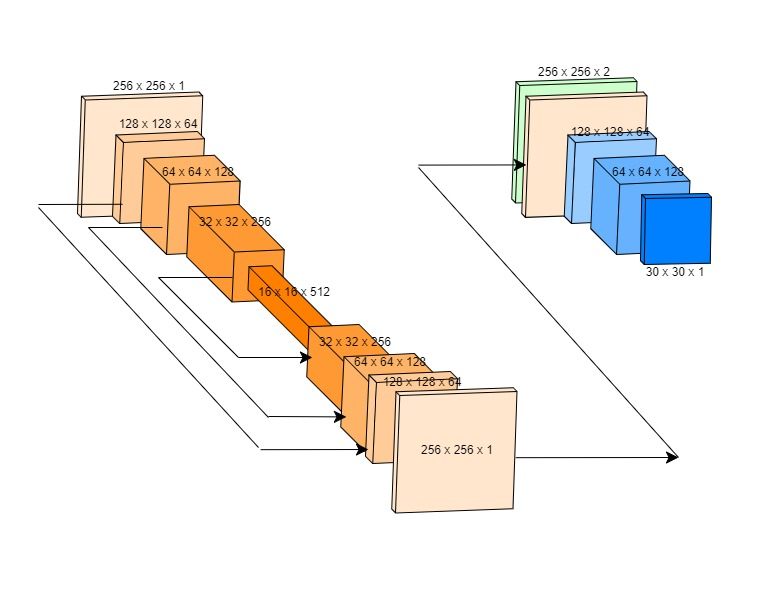 256 x 256 x 1
128 x 128 x 64
64 x 64 x 128
32 x 32 x 256
16 x 16 x 512
32 x 32 x 256
64 x 64 x 128
128 x 128 x 64
256 x 256 x 1
256 x 256 x 2
128 x 128 x 64
64 x 64 x 128
30 x 30 x 1